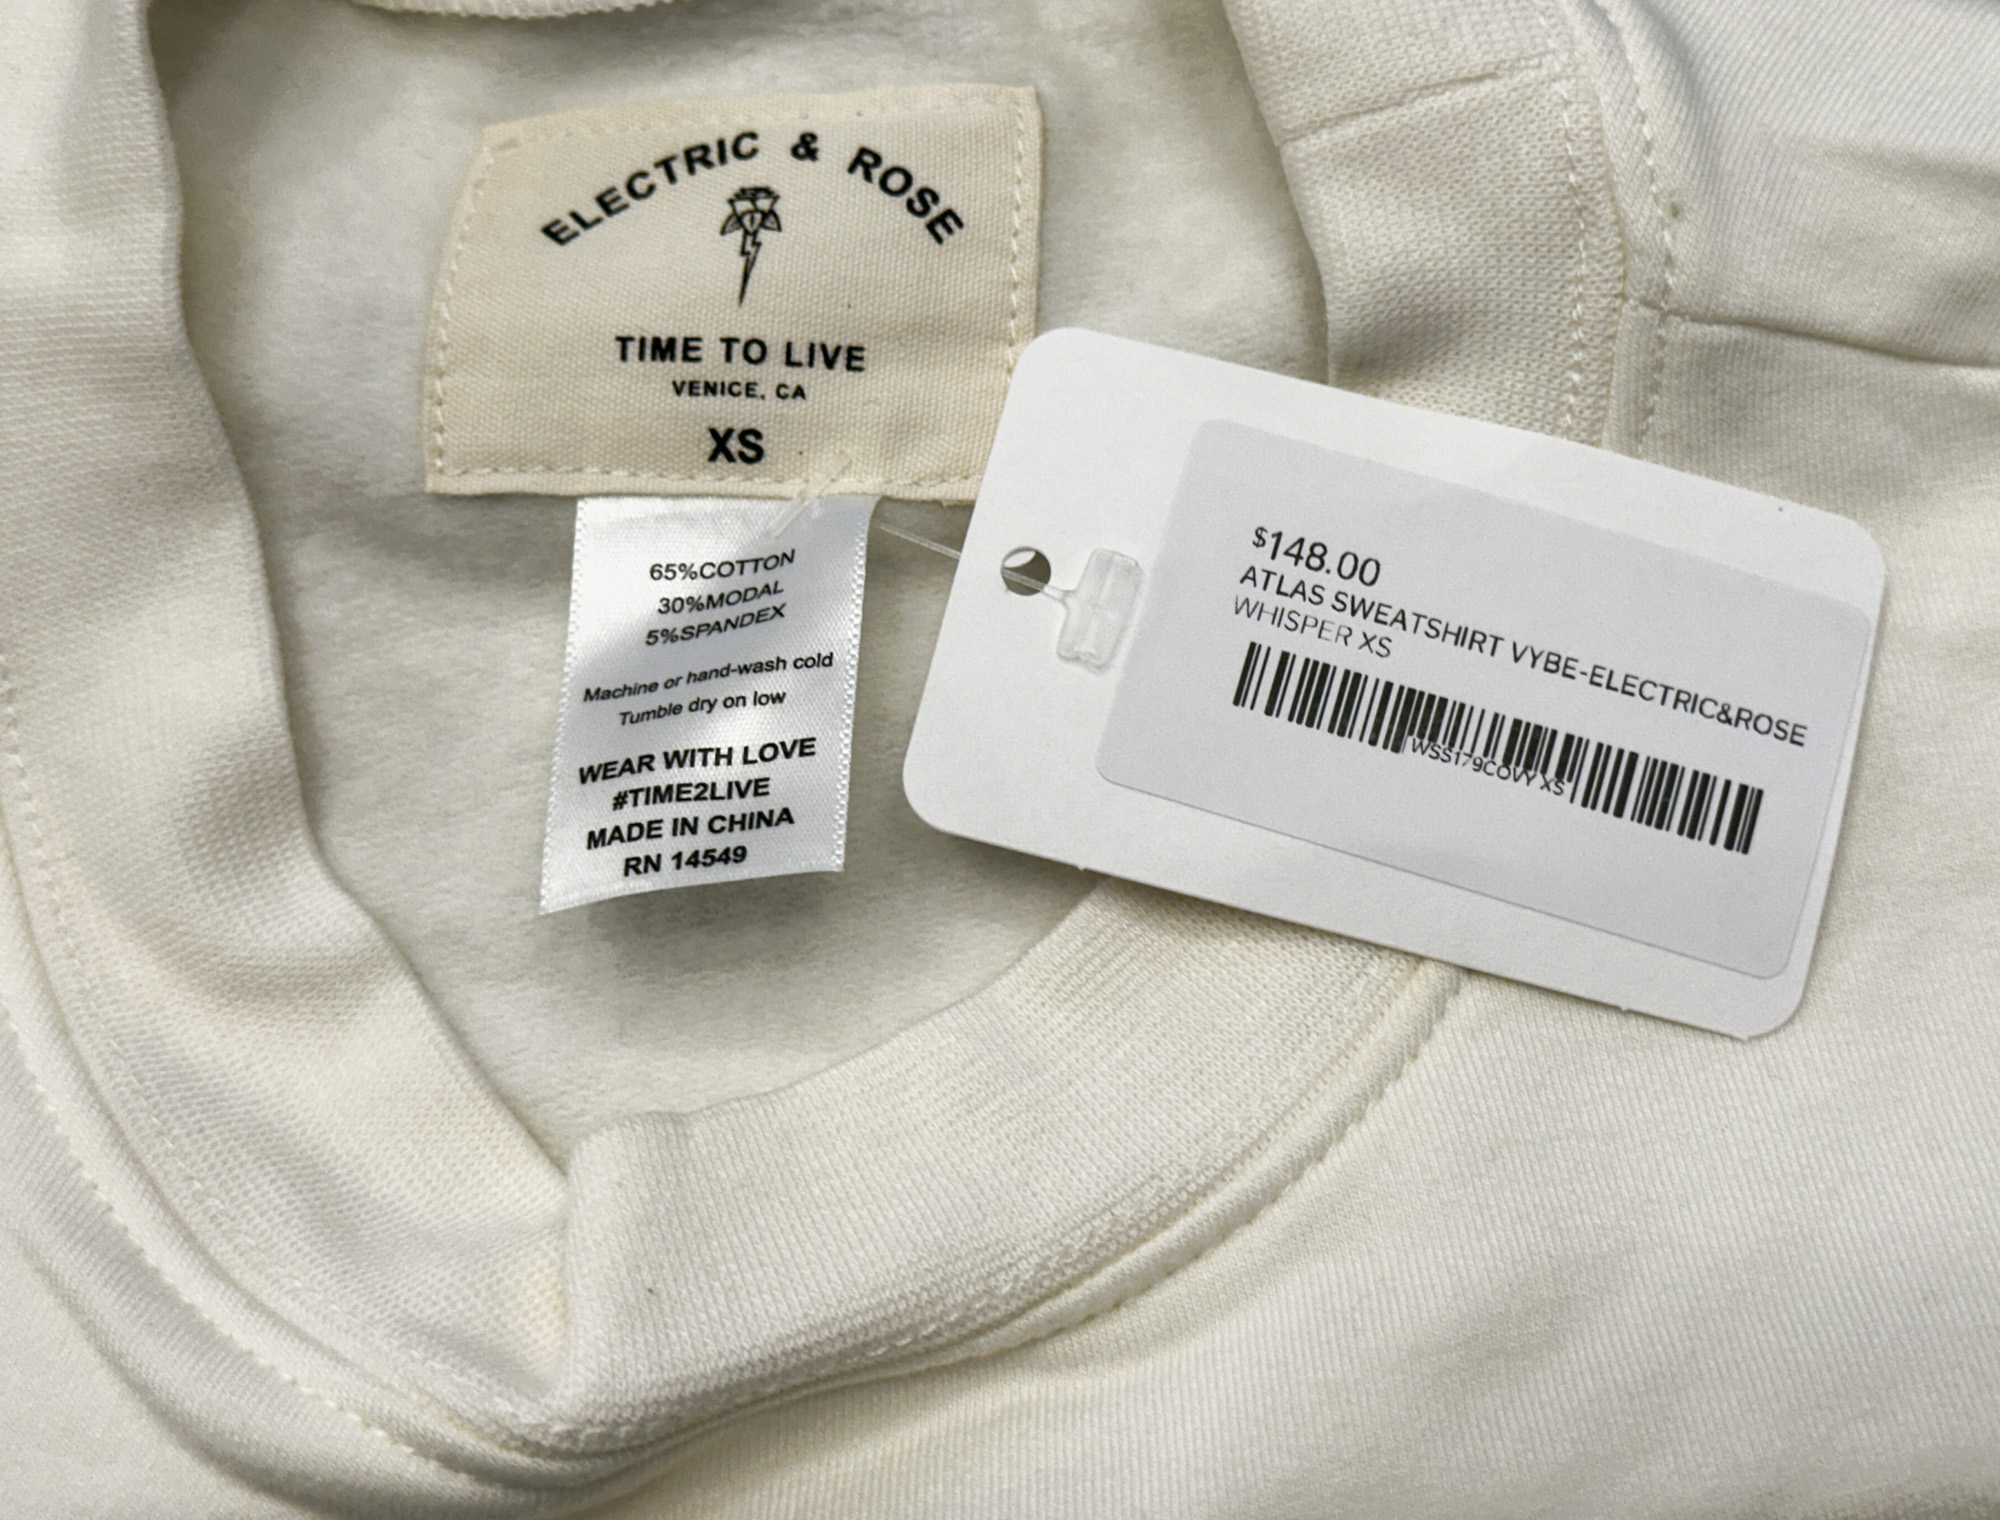 ELECTRIC & ROSE
TIME TO LIVE
VENICE, CA
XS
65%COTTON
30%MODAL
5%SPANDEX
Machine or hand-wash cold
Tumble dry on low
WEAR WITH LOVE
#TIME2LIVE
MADE IN CHINA
RN 14549
$148.00
ATLAS SWEATSHIRT VYBE-ELECTRIC&ROSE
WHISPER XS
WSS179COVY XS